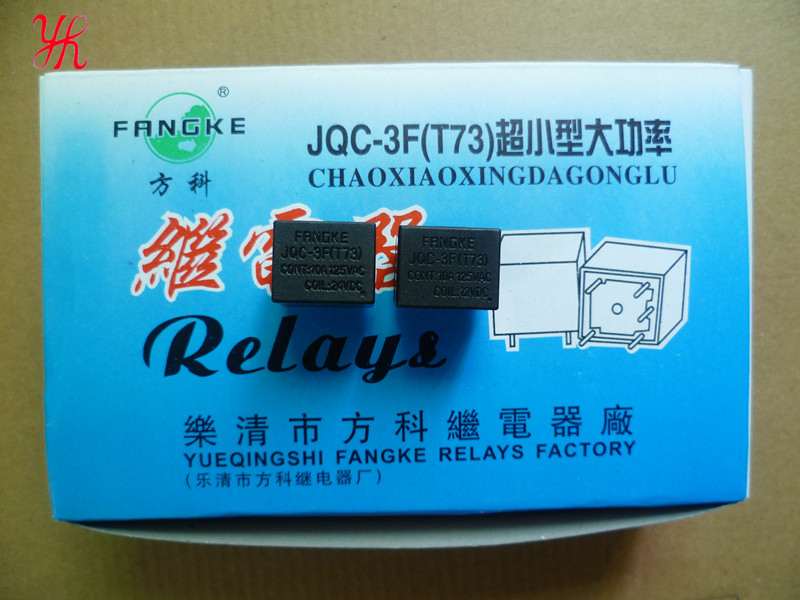 Yh
®
FANGKE
方科
JQC-3F(T73)超小型大功率
CHAOXIAOXINGDAGONGLU
繼電器
FANGKE
JQC-3F(T73)
CONT:10A 125VAC
COIL:24VDC
FANGKE
JQC-3F(T73)
CONT:10A 125VAC
COIL:12VDC
Relays
樂清市方科繼電器廠
YUEQINGSHI FANGKE RELAYS FACTORY
(乐清市方科继电器厂)